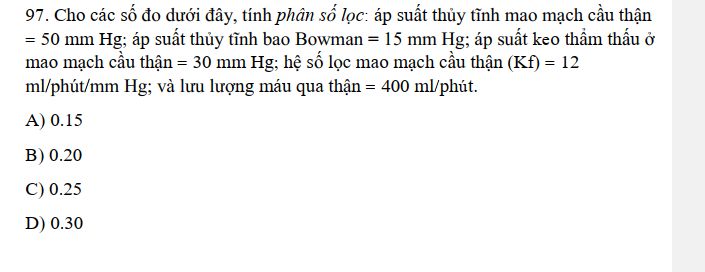 97. Cho các số đo dưới đây, tính phân số lọc: áp suất thủy tĩnh mao mạch cầu thận
= 50 mm Hg; áp suất thủy tĩnh bao Bowman = 15 mm Hg; áp suất keo thẩm thấu ở
mao mạch cầu thận = 30 mm Hg; hệ số lọc mao mạch cầu thận (Kf) = 12
ml/phút/mm Hg; và lưu lượng máu qua thận = 400 ml/phút.
A) 0.15
B) 0.20
C) 0.25
D) 0.30